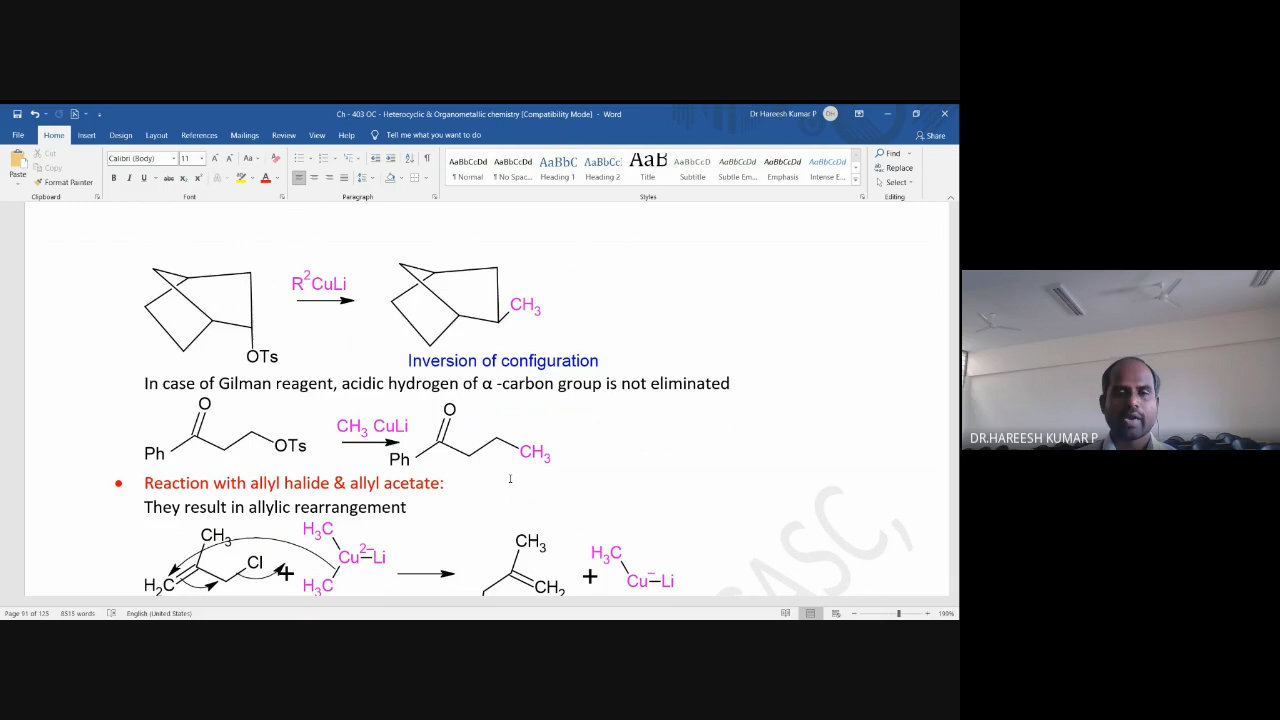 Ch - 403 OC - Heterocyclic & Organometallic chemistry [Compatibility Mode] - Word
Dr Hareesh Kumar P
DH
File Home Insert Design Layout References Mailings Review View Help Tell me what you want to do
Share
Paste
Cut
Copy
Format Painter
Clipboard
Calibri (Body) 11
Font
Paragraph
AaBbCcDd AaBbCcDd AaBbC AaBbCc AaB AaBbCcDd AaBbCcDd AaBbCcDd AaBbCcDd
¶ Normal ¶ No Spac... Heading 1 Heading 2 Title Subtitle Subtle Em... Emphasis Intense E...
Styles
Find
Replace
Select
Editing
R2CuLi
CH3
OTs
Inversion of configuration
In case of Gilman reagent, acidic hydrogen of α -carbon group is not eliminated
O
Ph
OTs
CH3 CuLi
O
Ph
CH3
• Reaction with allyl halide & allyl acetate:
They result in allylic rearrangement
CH3
H2C
Cl
+
H3C
Cu2–Li
H3C
CH3
CH2
+
H3C
Cu–Li
SASC,
Page 91 of 125 8515 words English (United States)
199%
DR.HAREESH KUMAR P